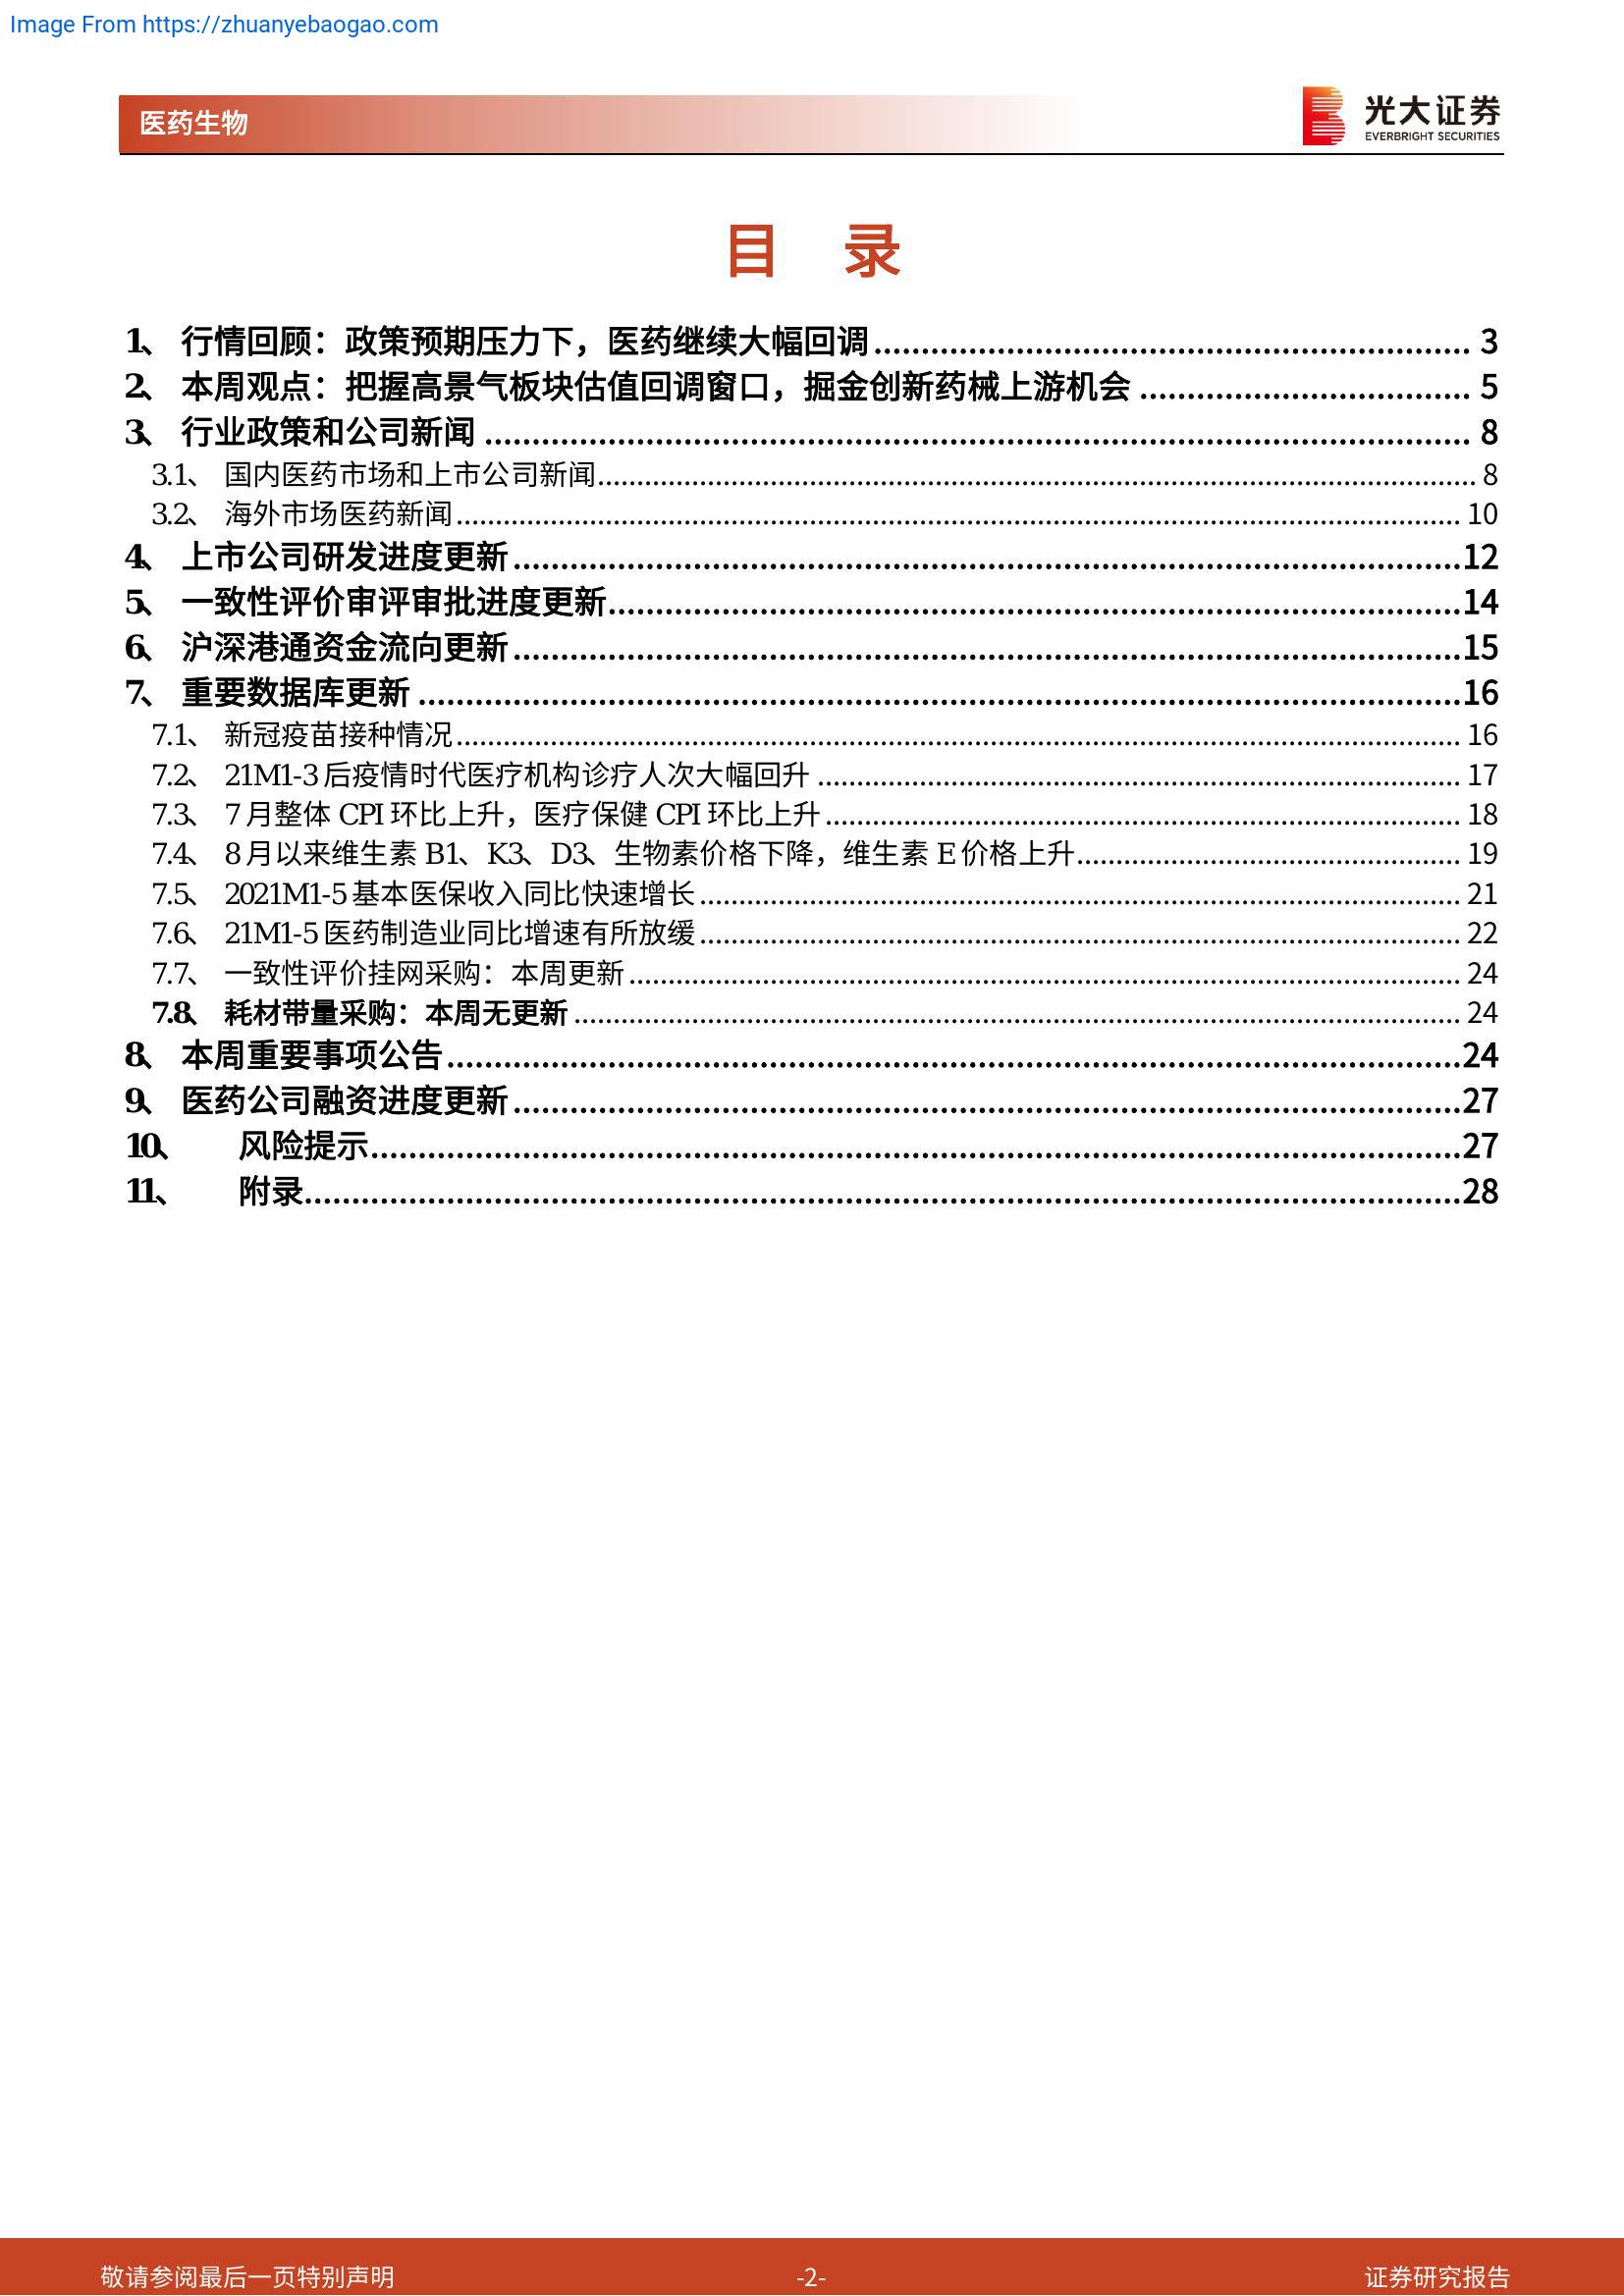 Image From https://zhuanyebaogao.com
医药生物
光大证券
EVERBRIGHT SECURITIES
目 录
1、 行情回顾：政策预期压力下，医药继续大幅回调 ........ 3
2、 本周观点：把握高景气板块估值回调窗口，掘金创新药械上游机会 ........ 5
3、 行业政策和公司新闻 ........ 8
3.1、 国内医药市场和上市公司新闻 ........ 8
3.2、 海外市场医药新闻 ........ 10
4、 上市公司研发进度更新 ........ 12
5、 一致性评价审评审批进度更新 ........ 14
6、 沪深港通资金流向更新 ........ 15
7、 重要数据库更新 ........ 16
7.1、 新冠疫苗接种情况 ........ 16
7.2、 21M1-3 后疫情时代医疗机构诊疗人次大幅回升 ........ 17
7.3、 7 月整体 CPI 环比上升，医疗保健 CPI 环比上升 ........ 18
7.4、 8 月以来维生素 B1、K3、D3、生物素价格下降，维生素 E 价格上升 ........ 19
7.5、 2021M1-5 基本医保收入同比快速增长 ........ 21
7.6、 21M1-5 医药制造业同比增速有所放缓 ........ 22
7.7、 一致性评价挂网采购：本周更新 ........ 24
7.8、 耗材带量采购：本周无更新 ........ 24
8、 本周重要事项公告 ........ 24
9、 医药公司融资进度更新 ........ 27
10、 风险提示 ........ 27
11、 附录 ........ 28
敬请参阅最后一页特别声明
-2-
证券研究报告